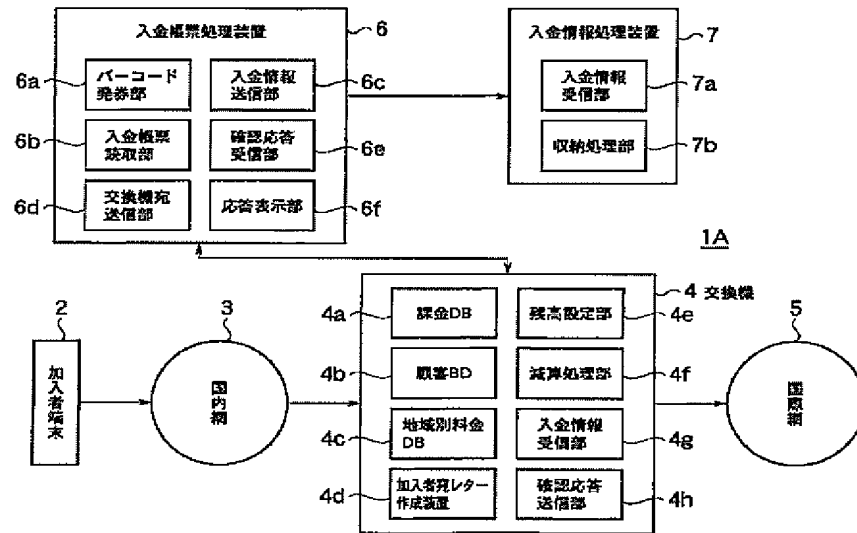 入金帳票処理装置
6
6a
バーコード
発券部
入金情報
送信部
6c
6b
入金帳票
読取部
確認応答
受信部
6e
6d
交換機宛
送信部
応答表示部
6f
入金情報処理装置
7
入金情報
受信部
7a
収納処理部
7b
1A
2
加入者端末
3
国内網
4 交換機
4a
課金DB
残高設定部
4e
4b
顧客BD
減算処理部
4f
4c
地域別料金
DB
入金情報
受信部
4g
4d
加入者宛レター
作成装置
確認応答
送信部
4h
5
国際網